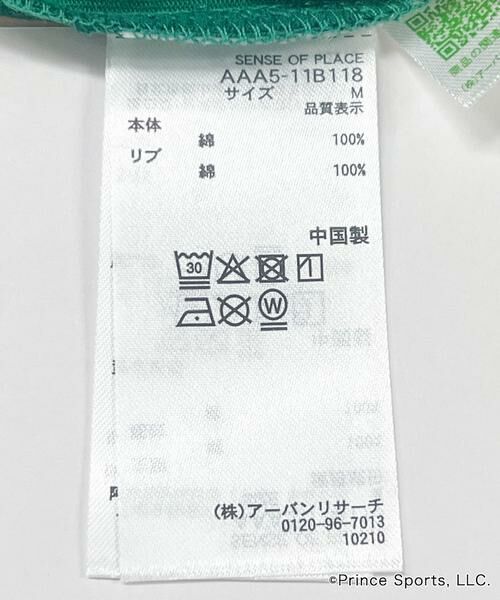 SENSE OF PLACE
AAA5-11B118
サイズ M
品質表示
本体
綿 100%
リブ
綿 100%
中国製
30
W
(株)アーバンリサーチ
0120-96-7013
10210
©Prince Sports, LLC.